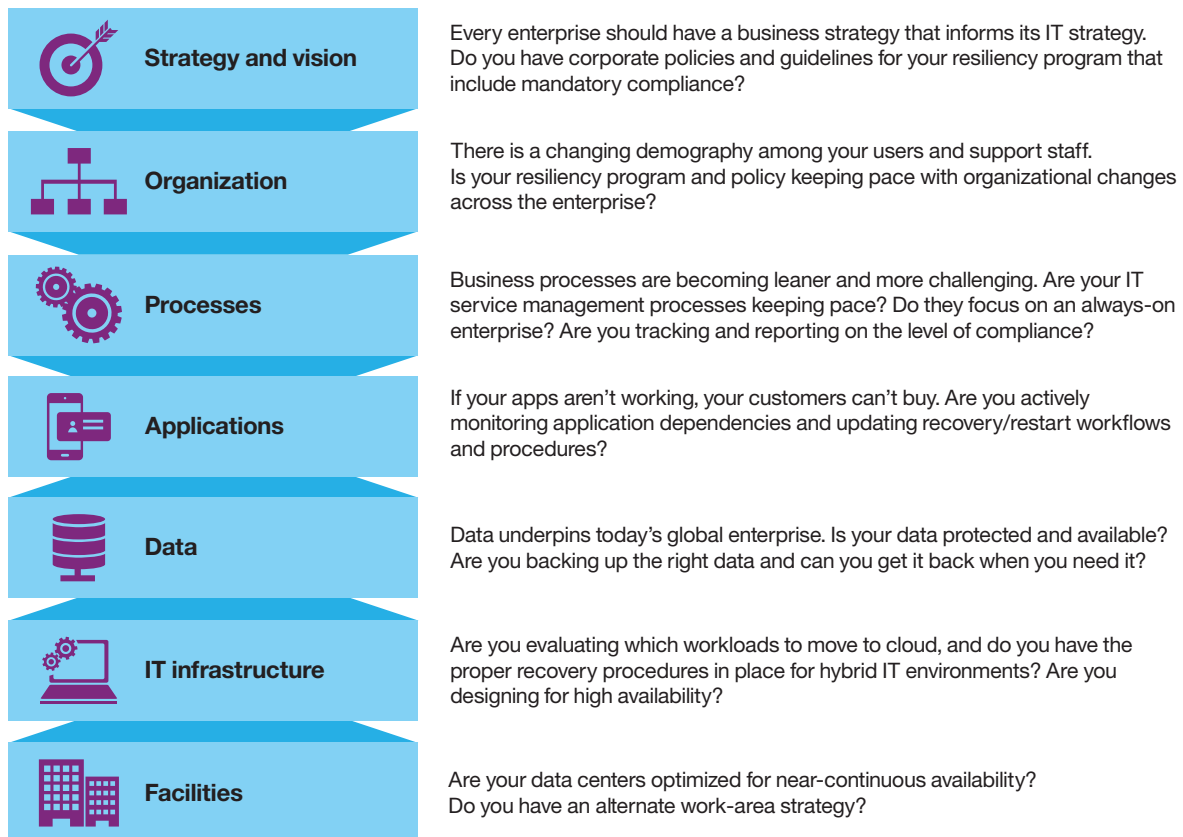 Strategy and vision
Every enterprise should have a business strategy that informs its IT strategy.
Do you have corporate policies and guidelines for your resiliency program that
include mandatory compliance?
Organization
There is a changing demography among your users and support staff.
Is your resiliency program and policy keeping pace with organizational changes
across the enterprise?
Processes
Business processes are becoming leaner and more challenging. Are your IT
service management processes keeping pace? Do they focus on an always-on
enterprise? Are you tracking and reporting on the level of compliance?
Applications
If your apps aren’t working, your customers can’t buy. Are you actively
monitoring application dependencies and updating recovery/restart workflows
and procedures?
Data
Data underpins today’s global enterprise. Is your data protected and available?
Are you backing up the right data and can you get it back when you need it?
IT infrastructure
Are you evaluating which workloads to move to cloud, and do you have the
proper recovery procedures in place for hybrid IT environments? Are you
designing for high availability?
Facilities
Are your data centers optimized for near-continuous availability?
Do you have an alternate work-area strategy?